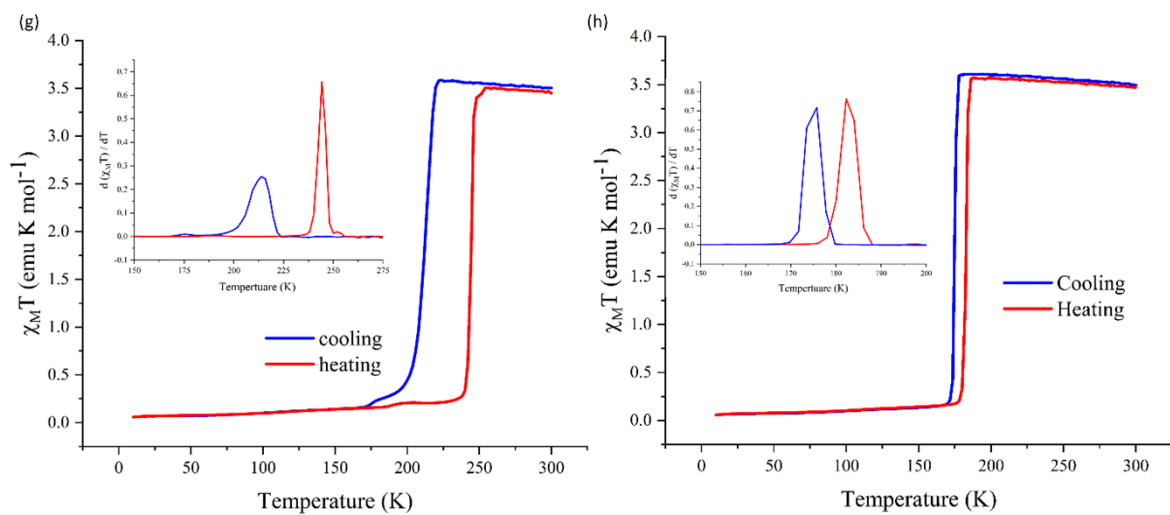 (g)
χMT (emu K mol⁻¹)
4.0
3.5
3.0
2.5
2.0
1.5
1.0
0.5
0.0
d (χMT) / dT
0.7
0.6
0.5
0.4
0.3
0.2
0.1
0.0
-0.1
150 175 200 225 250 275
Tempertuare (K)
cooling
heating
0 50 100 150 200 250 300
Temperature (K)
(h)
χMT (emu K mol⁻¹)
4.0
3.5
3.0
2.5
2.0
1.5
1.0
0.5
0.0
d (χMT) / dT
0.8
0.7
0.6
0.5
0.4
0.3
0.2
0.1
0.0
-0.1
150 160 170 180 190 200
Tempertuare (K)
Cooling
Heating
0 50 100 150 200 250 300
Temperature (K)